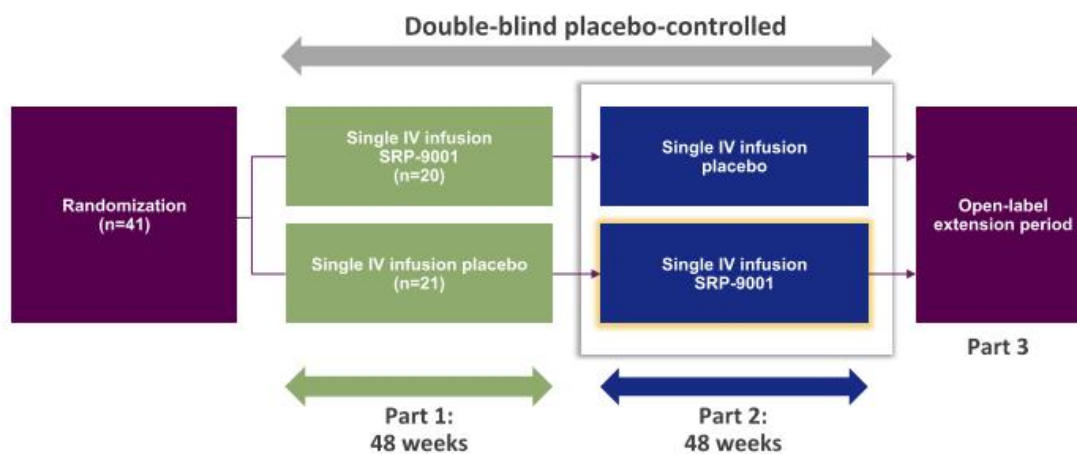 Double-blind placebo-controlled
Randomization
(n=41)
Single IV infusion
SRP-9001
(n=20)
Single IV infusion placebo
(n=21)
Single IV infusion
placebo
Single IV infusion
SRP-9001
Open-label
extension period
Part 3
Part 1:
48 weeks
Part 2:
48 weeks